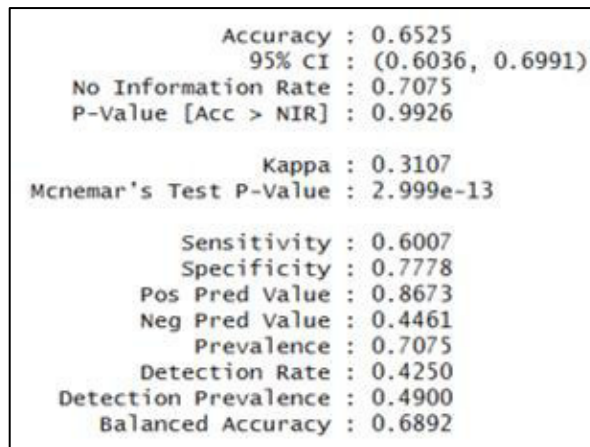 Accuracy : 0.6525
95% CI : (0.6036, 0.6991)
No Information Rate : 0.7075
P-Value [Acc > NIR] : 0.9926
Kappa : 0.3107
Mcnemar's Test P-Value : 2.999e-13
Sensitivity : 0.6007
Specificity : 0.7778
Pos Pred Value : 0.8673
Neg Pred Value : 0.4461
Prevalence : 0.7075
Detection Rate : 0.4250
Detection Prevalence : 0.4900
Balanced Accuracy : 0.6892